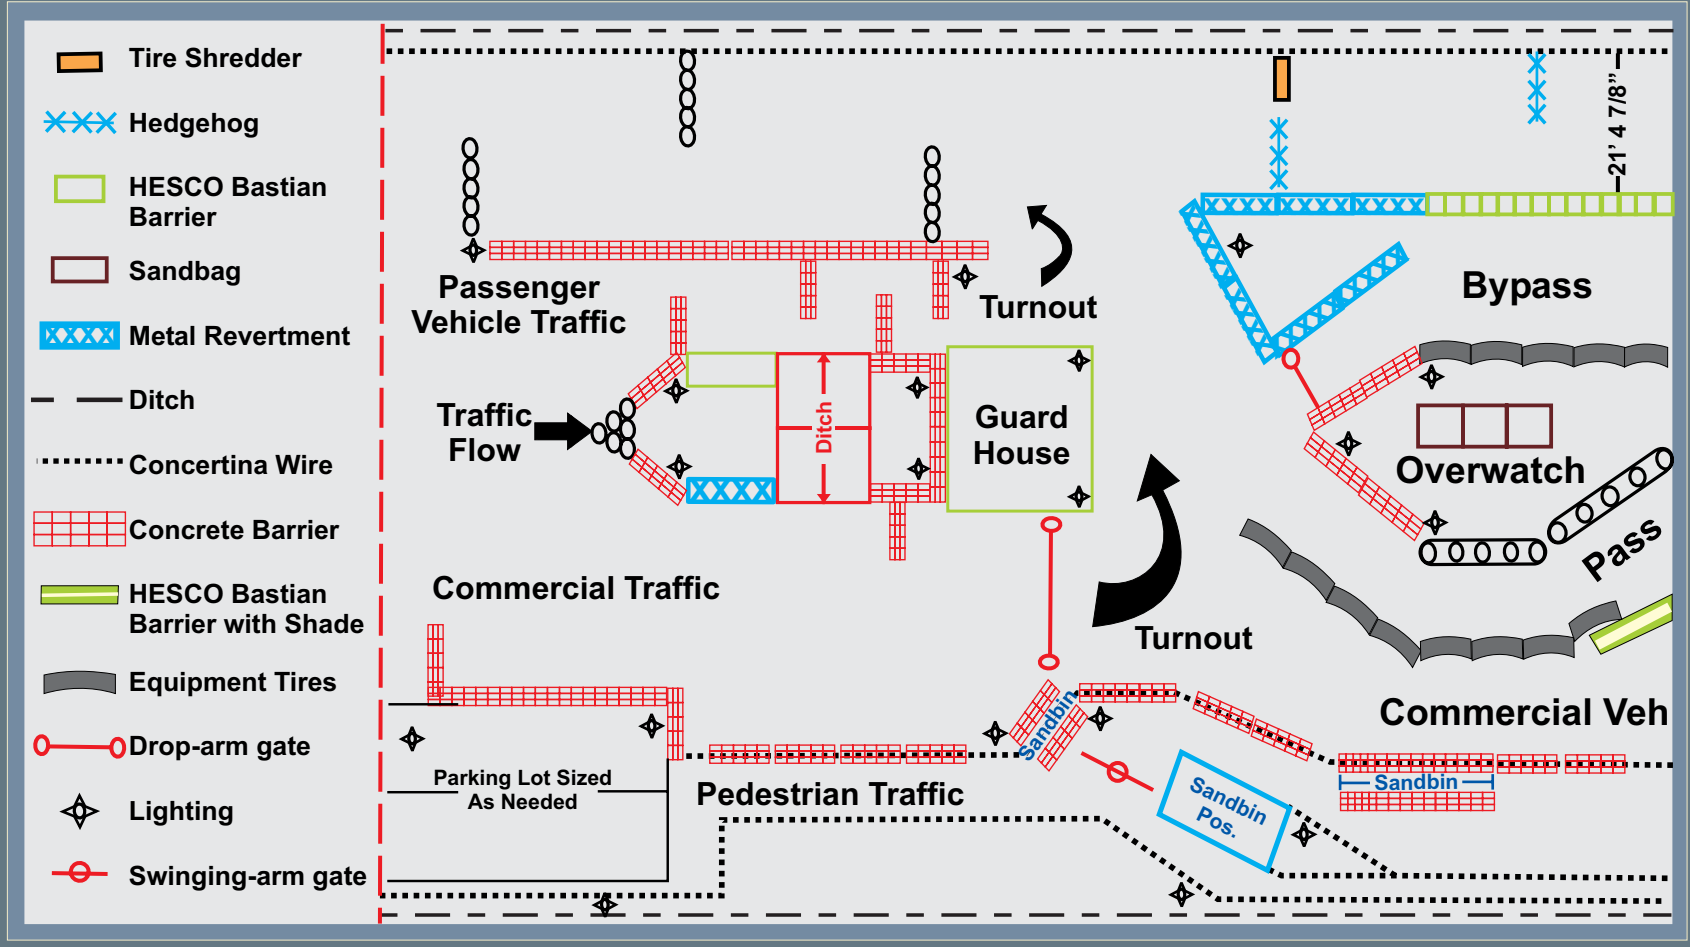 Tire Shredder
Hedgehog
HESCO Bastian
Barrier
Sandbag
Metal Revertment
Ditch
Concertina Wire
Concrete Barrier
HESCO Bastian
Barrier with Shade
Equipment Tires
Drop-arm gate
Lighting
Swinging-arm gate
21' 4 7/8"
Passenger
Vehicle Traffic
Turnout
Bypass
Traffic
Flow
Ditch
Guard
House
Overwatch
Pass
Commercial Traffic
Turnout
Sandbin
Commercial Veh
Parking Lot Sized
As Needed
Pedestrian Traffic
Sandbin
Pos.
Sandbin